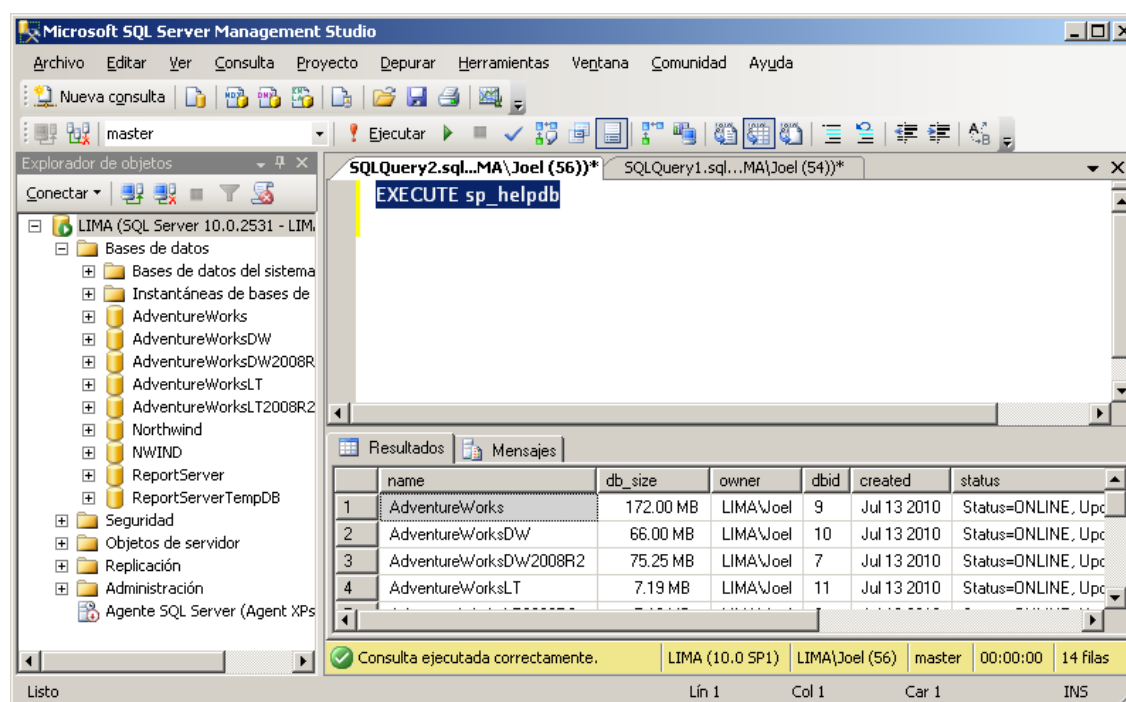 Microsoft SQL Server Management Studio
Archivo Editar Ver Consulta Proyecto Depurar Herramientas Ventana Comunidad Ayuda
Nueva consulta
master Ejecutar
Explorador de objetos
Conectar
LIMA (SQL Server 10.0.2531 - LIM
Bases de datos
Bases de datos del sistema
Instantáneas de bases de
AdventureWorks
AdventureWorksDW
AdventureWorksDW2008R
AdventureWorksLT
AdventureWorksLT2008R2
Northwind
NWIND
ReportServer
ReportServerTempDB
Seguridad
Objetos de servidor
Replicación
Administración
Agente SQL Server (Agent XPs
SQLQuery2.sql...MA\Joel (56))* SQLQuery1.sql...MA\Joel (54))*
EXECUTE sp_helpdb
Resultados Mensajes
name db_size owner dbid created status
1 AdventureWorks 172.00 MB LIMA\Joel 9 Jul 13 2010 Status=ONLINE, Upd
2 AdventureWorksDW 66.00 MB LIMA\Joel 10 Jul 13 2010 Status=ONLINE, Upd
3 AdventureWorksDW2008R2 75.25 MB LIMA\Joel 7 Jul 13 2010 Status=ONLINE, Upd
4 AdventureWorksLT 7.19 MB LIMA\Joel 11 Jul 13 2010 Status=ONLINE, Upd
Consulta ejecutada correctamente. LIMA (10.0 SP1) LIMA\Joel (56) master 00:00:00 14 filas
Listo Lín 1 Col 1 Car 1 INS